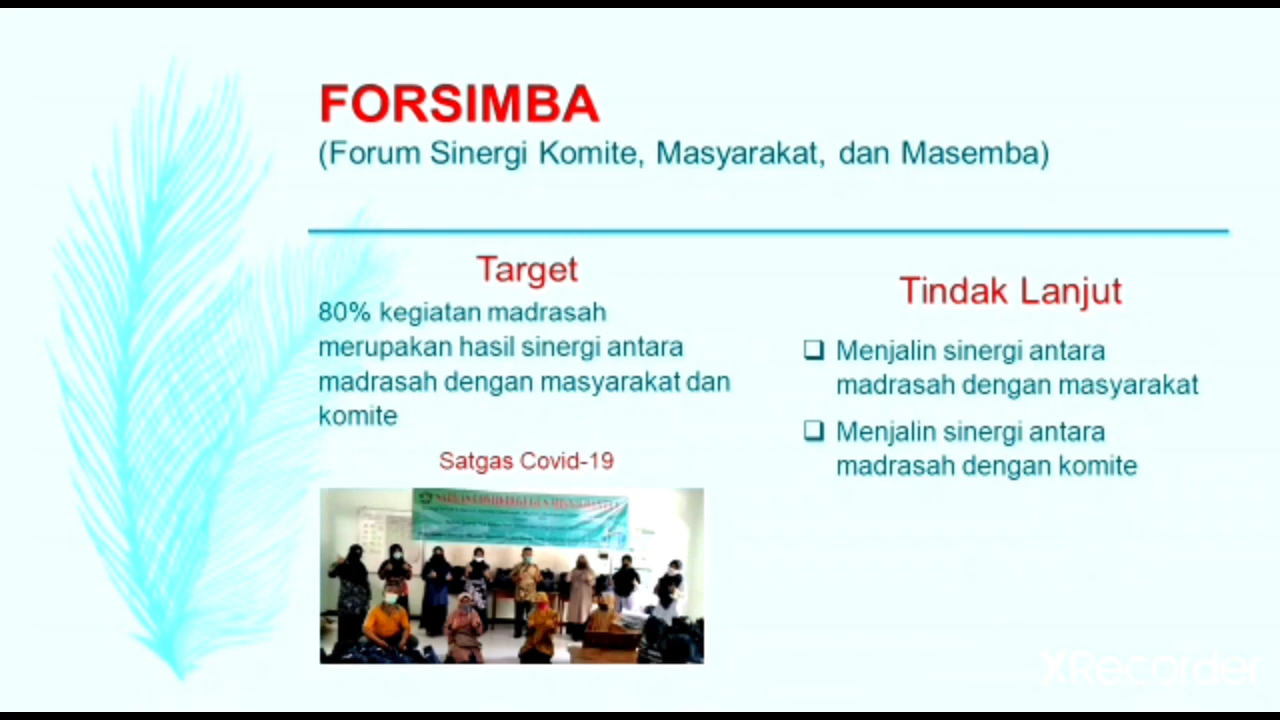 FORSIMBA
(Forum Sinergi Komite, Masyarakat, dan Masemba)
Target
80% kegiatan madrasah
merupakan hasil sinergi antara
madrasah dengan masyarakat dan
komite
Satgas Covid-19
Tindak Lanjut
❑ Menjalin sinergi antara
madrasah dengan masyarakat
❑ Menjalin sinergi antara
madrasah dengan komite
XRecorder